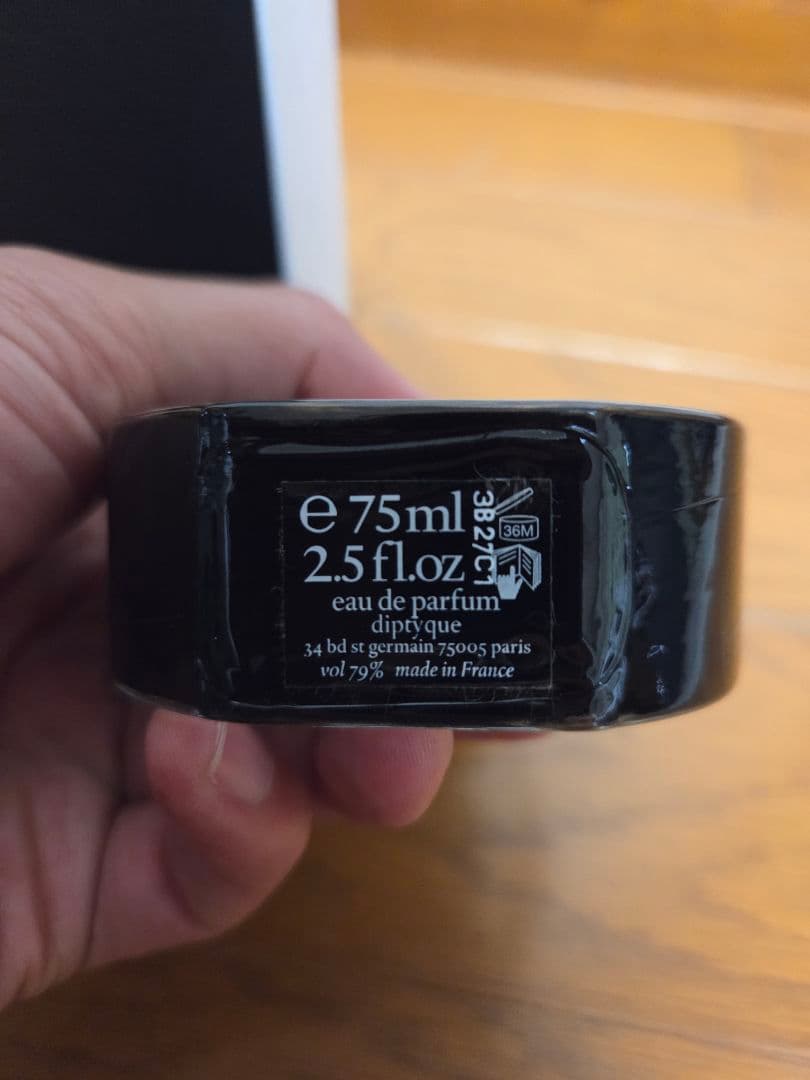 e 75ml
2.5 fl.oz
eau de parfum
diptyque
34 bd st germain 75005 paris
vol 79% made in France
3B27C1
36M